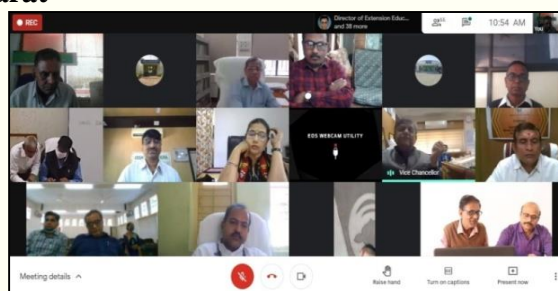 REC
Director of Extension Educ...
and 38 more
10:54 AM
EOS WEBCAM UTILITY
Vice Chancellor
Meeting details
Raise hand
Turn on captions
Present now